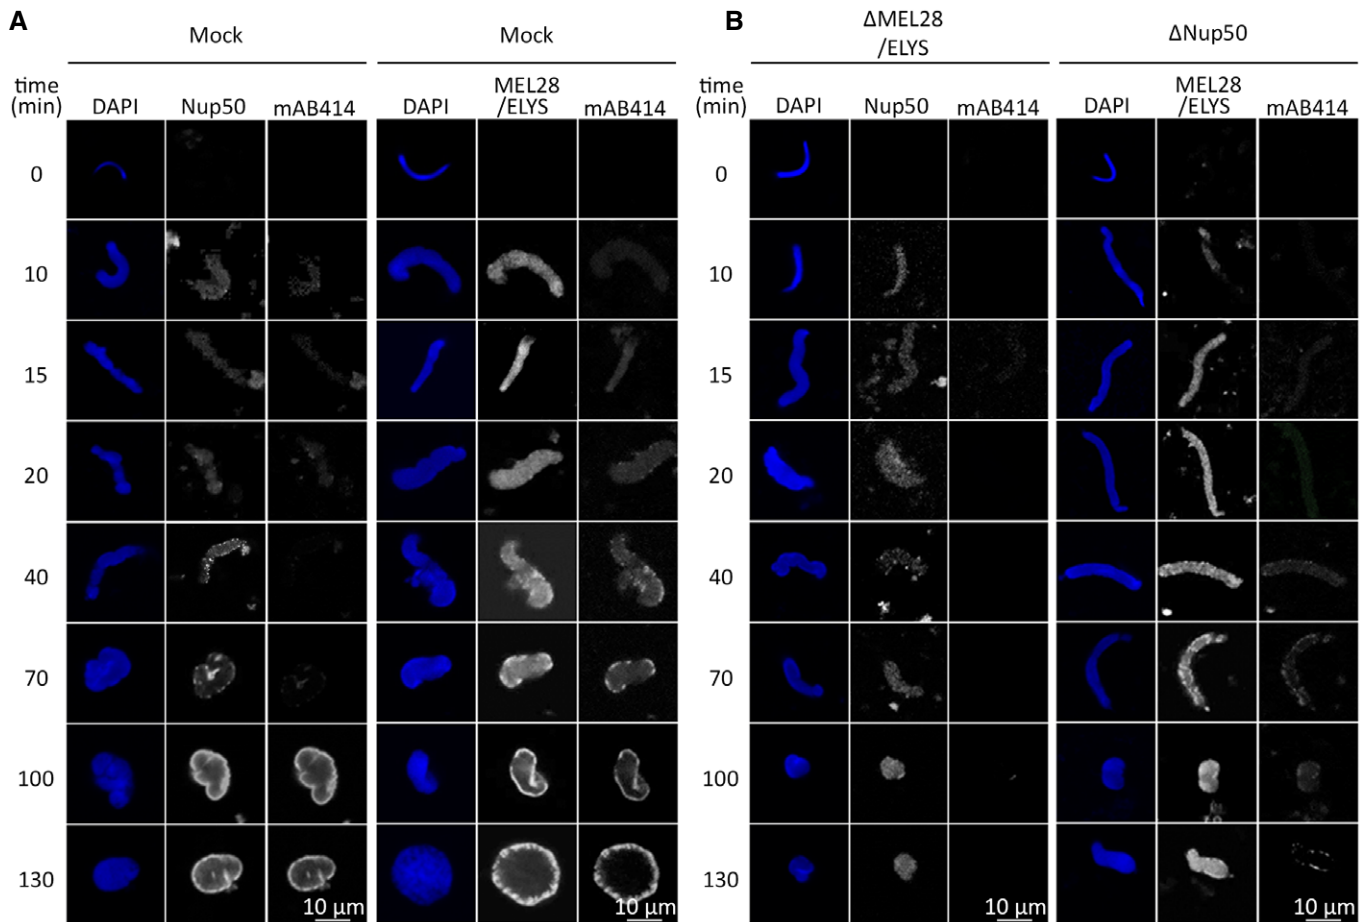 A
Mock
Mock
time
(min)
DAPI
Nup50
mAB414
DAPI
MEL28
/ELYS
mAB414
0
10
15
20
40
70
100
130
10 µm
10 µm
B
ΔMEL28
/ELYS
ΔNup50
time
(min)
DAPI
Nup50
mAB414
DAPI
MEL28
/ELYS
mAB414
0
10
15
20
40
70
100
130
10 µm
10 µm